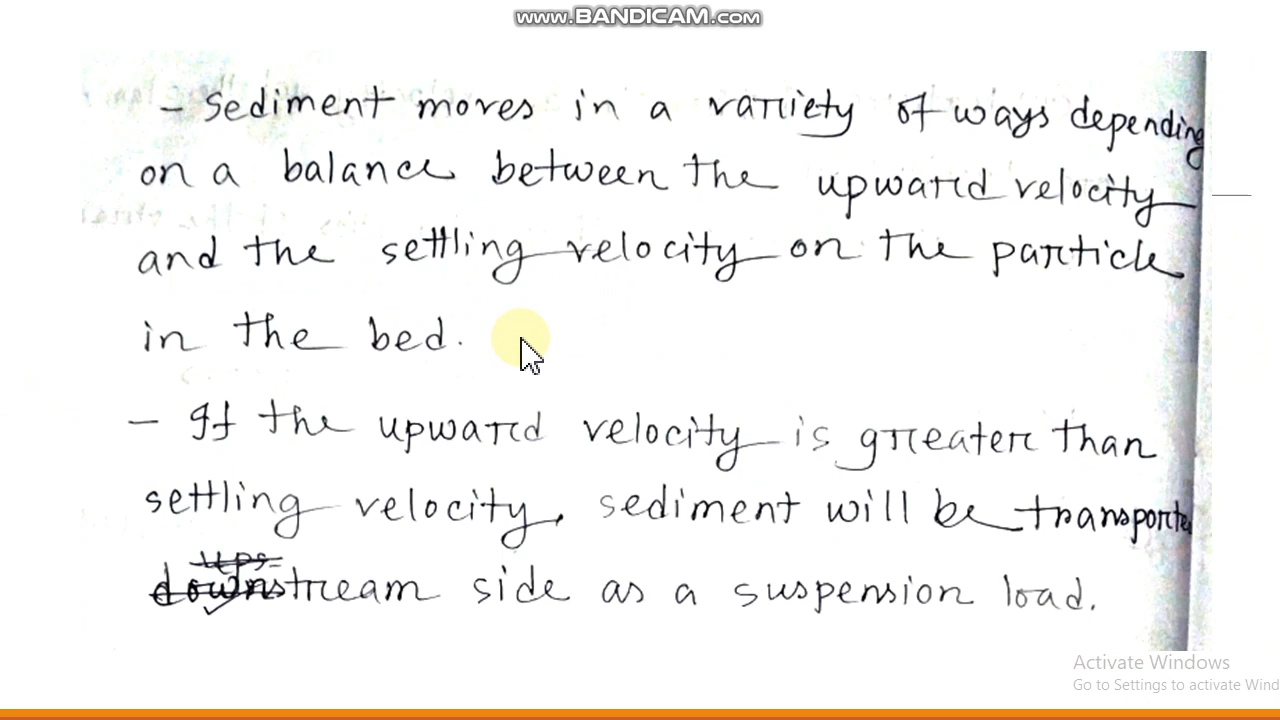 www.BANDICAM.com
- Sediment moves in a variety of ways depending
on a balance between the upward velocity
and the settling velocity on the particle
in the bed.
- If the upward velocity is greater than
settling velocity, sediment will be transporte
ups
downstream side as a suspension load.
Activate Windows
Go to Settings to activate Wind